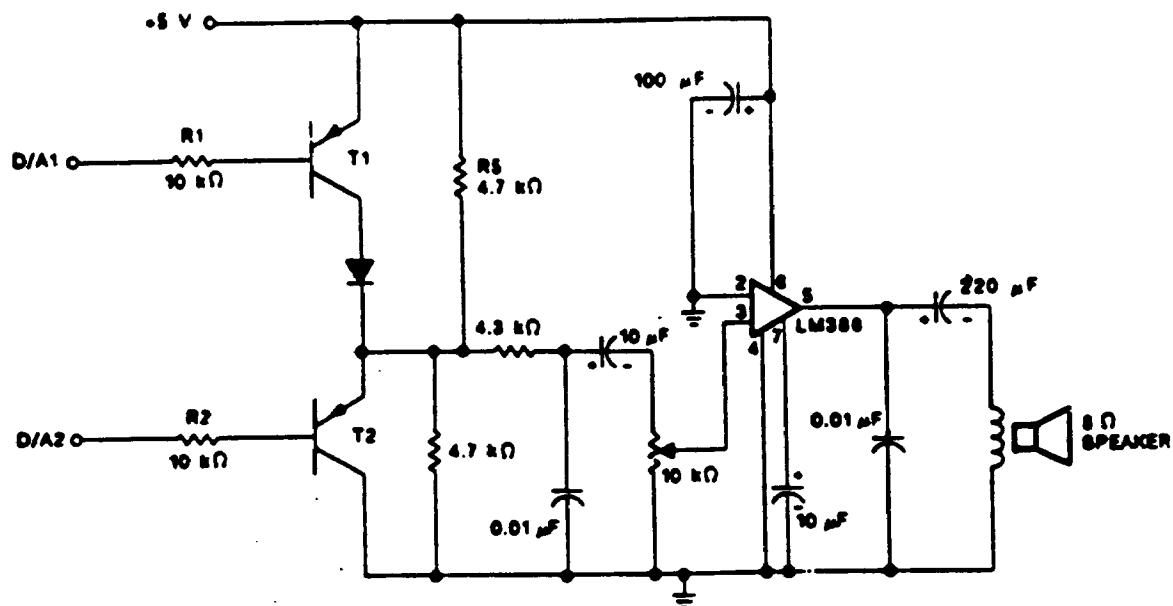 +5 V
100 µF
- +
R1
D/A1
T1
10 kΩ
R5
4.7 kΩ
2
6
220 µF
+ -
3
5
LM386
7
4
4.3 kΩ
10 µF
+ -
R2
D/A2
T2
10 kΩ
4.7 kΩ
10 kΩ
0.01 µF
8 Ω
SPEAKER
+
-
10 µF
0.01 µF